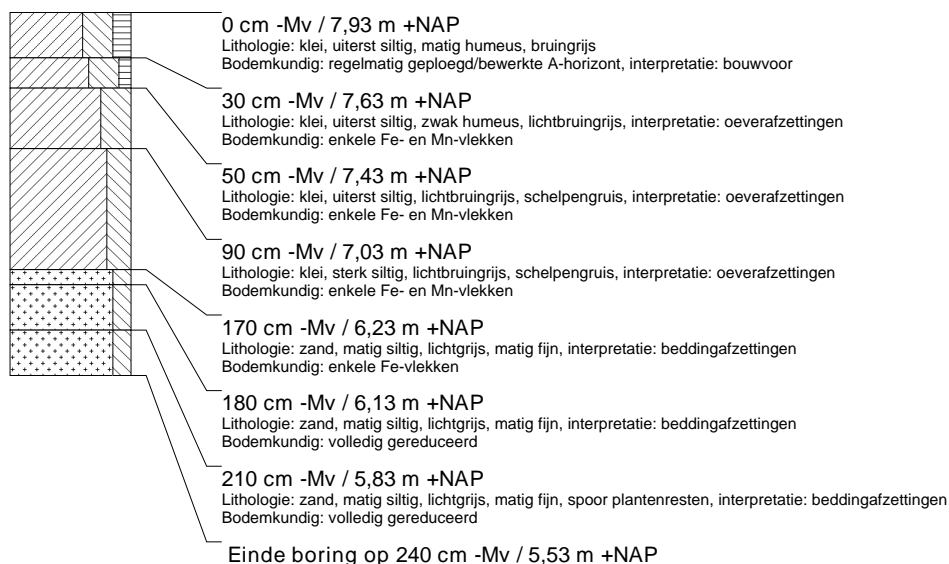 0 cm -Mv / 7,93 m +NAP
Lithologie: klei, uiterst siltig, matig humeus, bruingrijs
Bodemkundig: regelmatig geploegd/bewerkte A-horizont, interpretatie: bouwvoor
30 cm -Mv / 7,63 m +NAP
Lithologie: klei, uiterst siltig, zwak humeus, lichtbruingrijs, interpretatie: oeverafzettingen
Bodemkundig: enkele Fe- en Mn-vlekken
50 cm -Mv / 7,43 m +NAP
Lithologie: klei, uiterst siltig, lichtbruingrijs, schelpengruis, interpretatie: oeverafzettingen
Bodemkundig: enkele Fe- en Mn-vlekken
90 cm -Mv / 7,03 m +NAP
Lithologie: klei, sterk siltig, lichtbruingrijs, schelpengruis, interpretatie: oeverafzettingen
Bodemkundig: enkele Fe- en Mn-vlekken
170 cm -Mv / 6,23 m +NAP
Lithologie: zand, matig siltig, lichtgrijs, matig fijn, interpretatie: beddingafzettingen
Bodemkundig: enkele Fe-vlekken
180 cm -Mv / 6,13 m +NAP
Lithologie: zand, matig siltig, lichtgrijs, matig fijn, interpretatie: beddingafzettingen
Bodemkundig: volledig gereduceerd
210 cm -Mv / 5,83 m +NAP
Lithologie: zand, matig siltig, lichtgrijs, matig fijn, spoor plantenresten, interpretatie: beddingafzettingen
Bodemkundig: volledig gereduceerd
Einde boring op 240 cm -Mv / 5,53 m +NAP